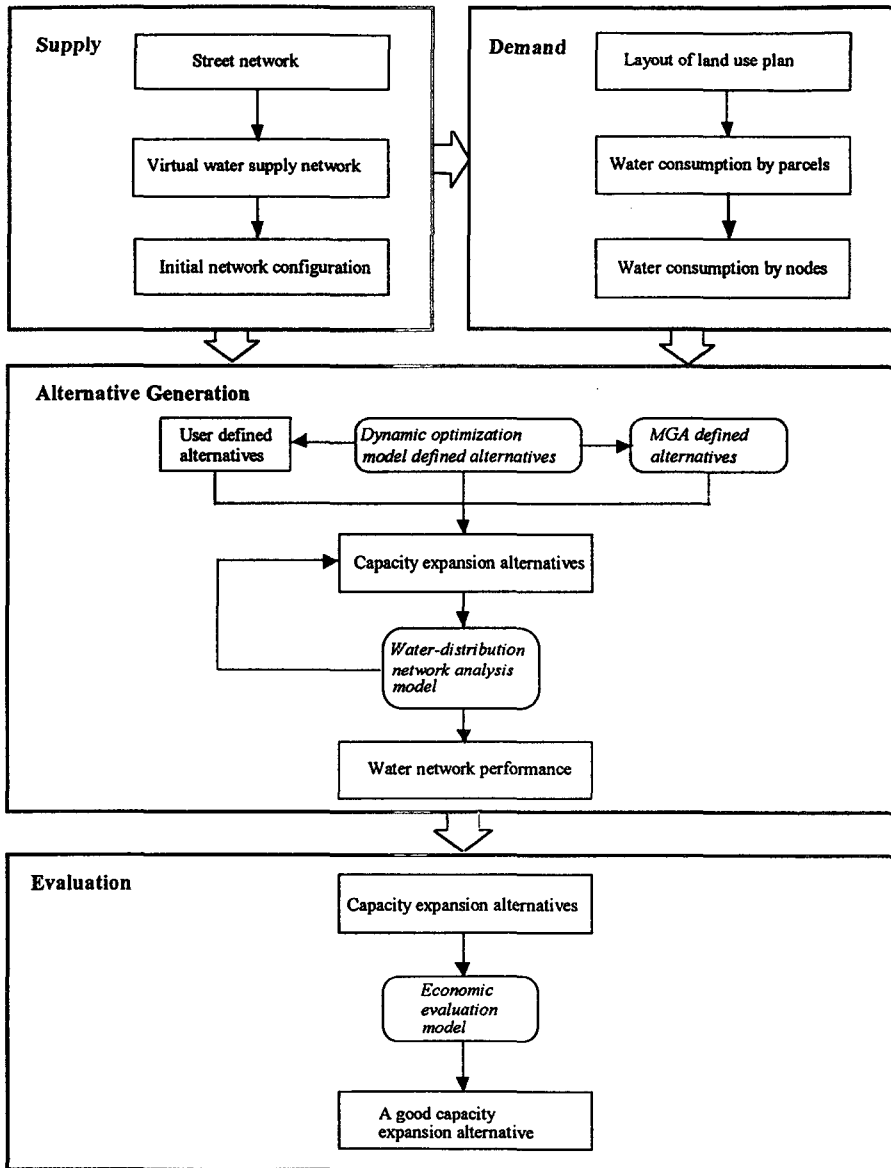 Supply
Street network
Virtual water supply network
Initial network configuration
Demand
Layout of land use plan
Water consumption by parcels
Water consumption by nodes
Alternative Generation
User defined
alternatives
Dynamic optimization
model defined alternatives
MGA defined
alternatives
Capacity expansion alternatives
Water-distribution
network analysis
model
Water network performance
Evaluation
Capacity expansion alternatives
Economic
evaluation
model
A good capacity
expansion alternative